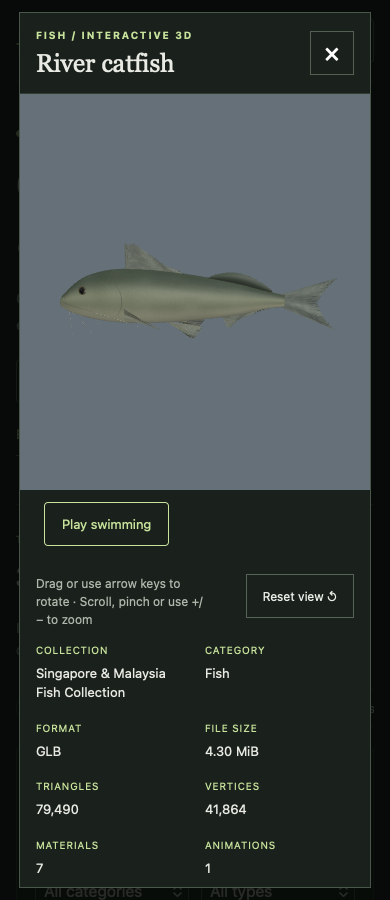 FISH / INTERACTIVE 3D
River catfish
×
Play swimming
Drag or use arrow keys to
rotate · Scroll, pinch or use +/
− to zoom
Reset view ↺
COLLECTION
Singapore & Malaysia
Fish Collection
CATEGORY
Fish
FORMAT
GLB
FILE SIZE
4.30 MiB
TRIANGLES
79,490
VERTICES
41,864
MATERIALS
7
ANIMATIONS
1
All categories
All types